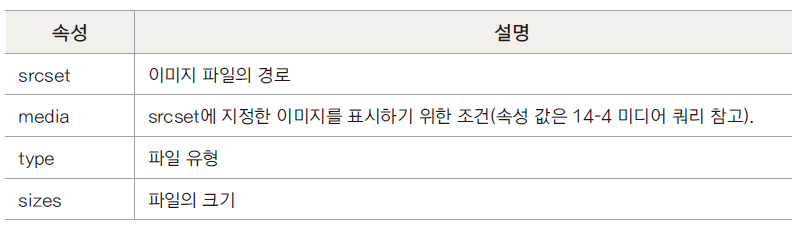 속성 설명
srcset 이미지 파일의 경로
media srcset에 지정한 이미지를 표시하기 위한 조건(속성 값은 14-4 미디어 쿼리 참고).
type 파일 유형
sizes 파일의 크기